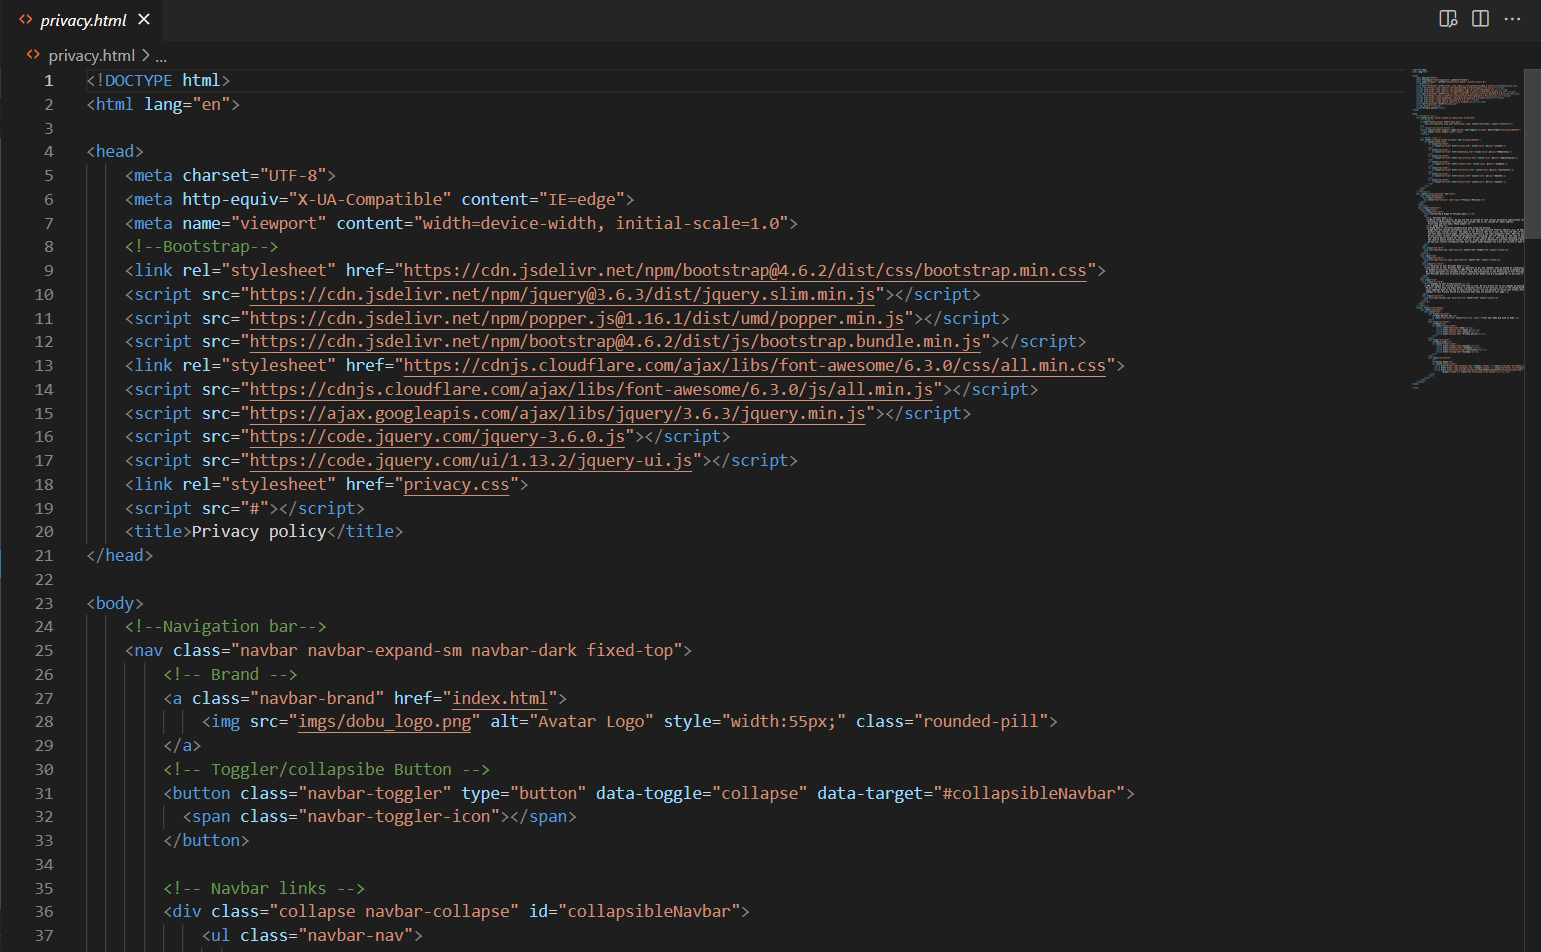 privacy.html
privacy.html > ...
1 <!DOCTYPE html>
2 <html lang="en">
3
4 <head>
5 <meta charset="UTF-8">
6 <meta http-equiv="X-UA-Compatible" content="IE=edge">
7 <meta name="viewport" content="width=device-width, initial-scale=1.0">
8 <!--Bootstrap-->
9 <link rel="stylesheet" href="https://cdn.jsdelivr.net/npm/bootstrap@4.6.2/dist/css/bootstrap.min.css">
10 <script src="https://cdn.jsdelivr.net/npm/jquery@3.6.3/dist/jquery.slim.min.js"></script>
11 <script src="https://cdn.jsdelivr.net/npm/popper.js@1.16.1/dist/umd/popper.min.js"></script>
12 <script src="https://cdn.jsdelivr.net/npm/bootstrap@4.6.2/dist/js/bootstrap.bundle.min.js"></script>
13 <link rel="stylesheet" href="https://cdnjs.cloudflare.com/ajax/libs/font-awesome/6.3.0/css/all.min.css">
14 <script src="https://cdnjs.cloudflare.com/ajax/libs/font-awesome/6.3.0/js/all.min.js"></script>
15 <script src="https://ajax.googleapis.com/ajax/libs/jquery/3.6.3/jquery.min.js"></script>
16 <script src="https://code.jquery.com/jquery-3.6.0.js"></script>
17 <script src="https://code.jquery.com/ui/1.13.2/jquery-ui.js"></script>
18 <link rel="stylesheet" href="privacy.css">
19 <script src="#"></script>
20 <title>Privacy policy</title>
21 </head>
22
23 <body>
24 <!--Navigation bar-->
25 <nav class="navbar navbar-expand-sm navbar-dark fixed-top">
26 <!-- Brand -->
27 <a class="navbar-brand" href="index.html">
28 <img src="imgs/dobu_logo.png" alt="Avatar Logo" style="width:55px;" class="rounded-pill">
29 </a>
30 <!-- Toggler/collapsibe Button -->
31 <button class="navbar-toggler" type="button" data-toggle="collapse" data-target="#collapsibleNavbar">
32 <span class="navbar-toggler-icon"></span>
33 </button>
34
35 <!-- Navbar links -->
36 <div class="collapse navbar-collapse" id="collapsibleNavbar">
37 <ul class="navbar-nav">